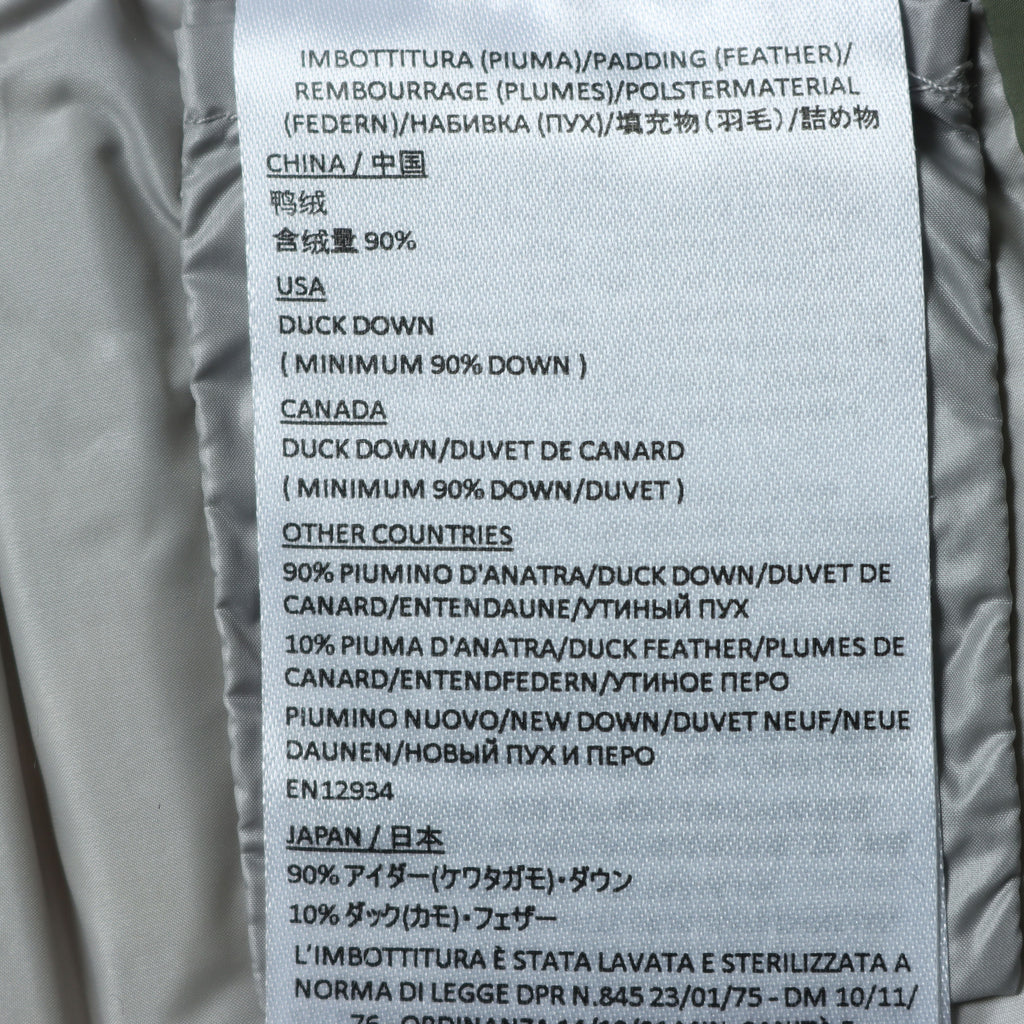 IMBOTTITURA (PIUMA)/PADDING (FEATHER)/
REMBOURRAGE (PLUMES)/POLSTERMATERIAL
(FEDERN)/НАБИВКА (ПУХ)/填充物(羽毛)/詰め物
CHINA / 中国
鸭绒
含绒量 90%
USA
DUCK DOWN
( MINIMUM 90% DOWN )
CANADA
DUCK DOWN/DUVET DE CANARD
( MINIMUM 90% DOWN/DUVET )
OTHER COUNTRIES
90% PIUMINO D'ANATRA/DUCK DOWN/DUVET DE
CANARD/ENTENDAUNE/УТИНЫЙ ПУХ
10% PIUMA D'ANATRA/DUCK FEATHER/PLUMES DE
CANARD/ENTENDFEDERN/УТИНОЕ ПЕРО
PIUMINO NUOVO/NEW DOWN/DUVET NEUF/NEUE
DAUNEN/НОВЫЙ ПУХ И ПЕРО
EN12934
JAPAN / 日本
90% アイダー(ケワタガモ)・ダウン
10% ダック(カモ)・フェザー
L'IMBOTTITURA È STATA LAVATA E STERILIZZATA A
NORMA DI LEGGE DPR N.845 23/01/75 - DM 10/11/